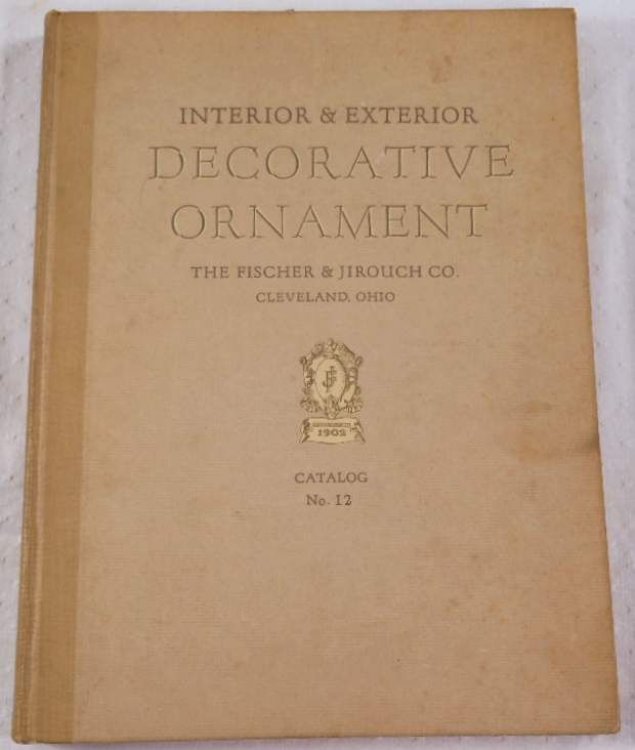 INTERIOR & EXTERIOR
DECORATIVE
ORNAMENT
THE FISCHER & JIROUCH CO.
CLEVELAND, OHIO
1902
CATALOG
No. 12